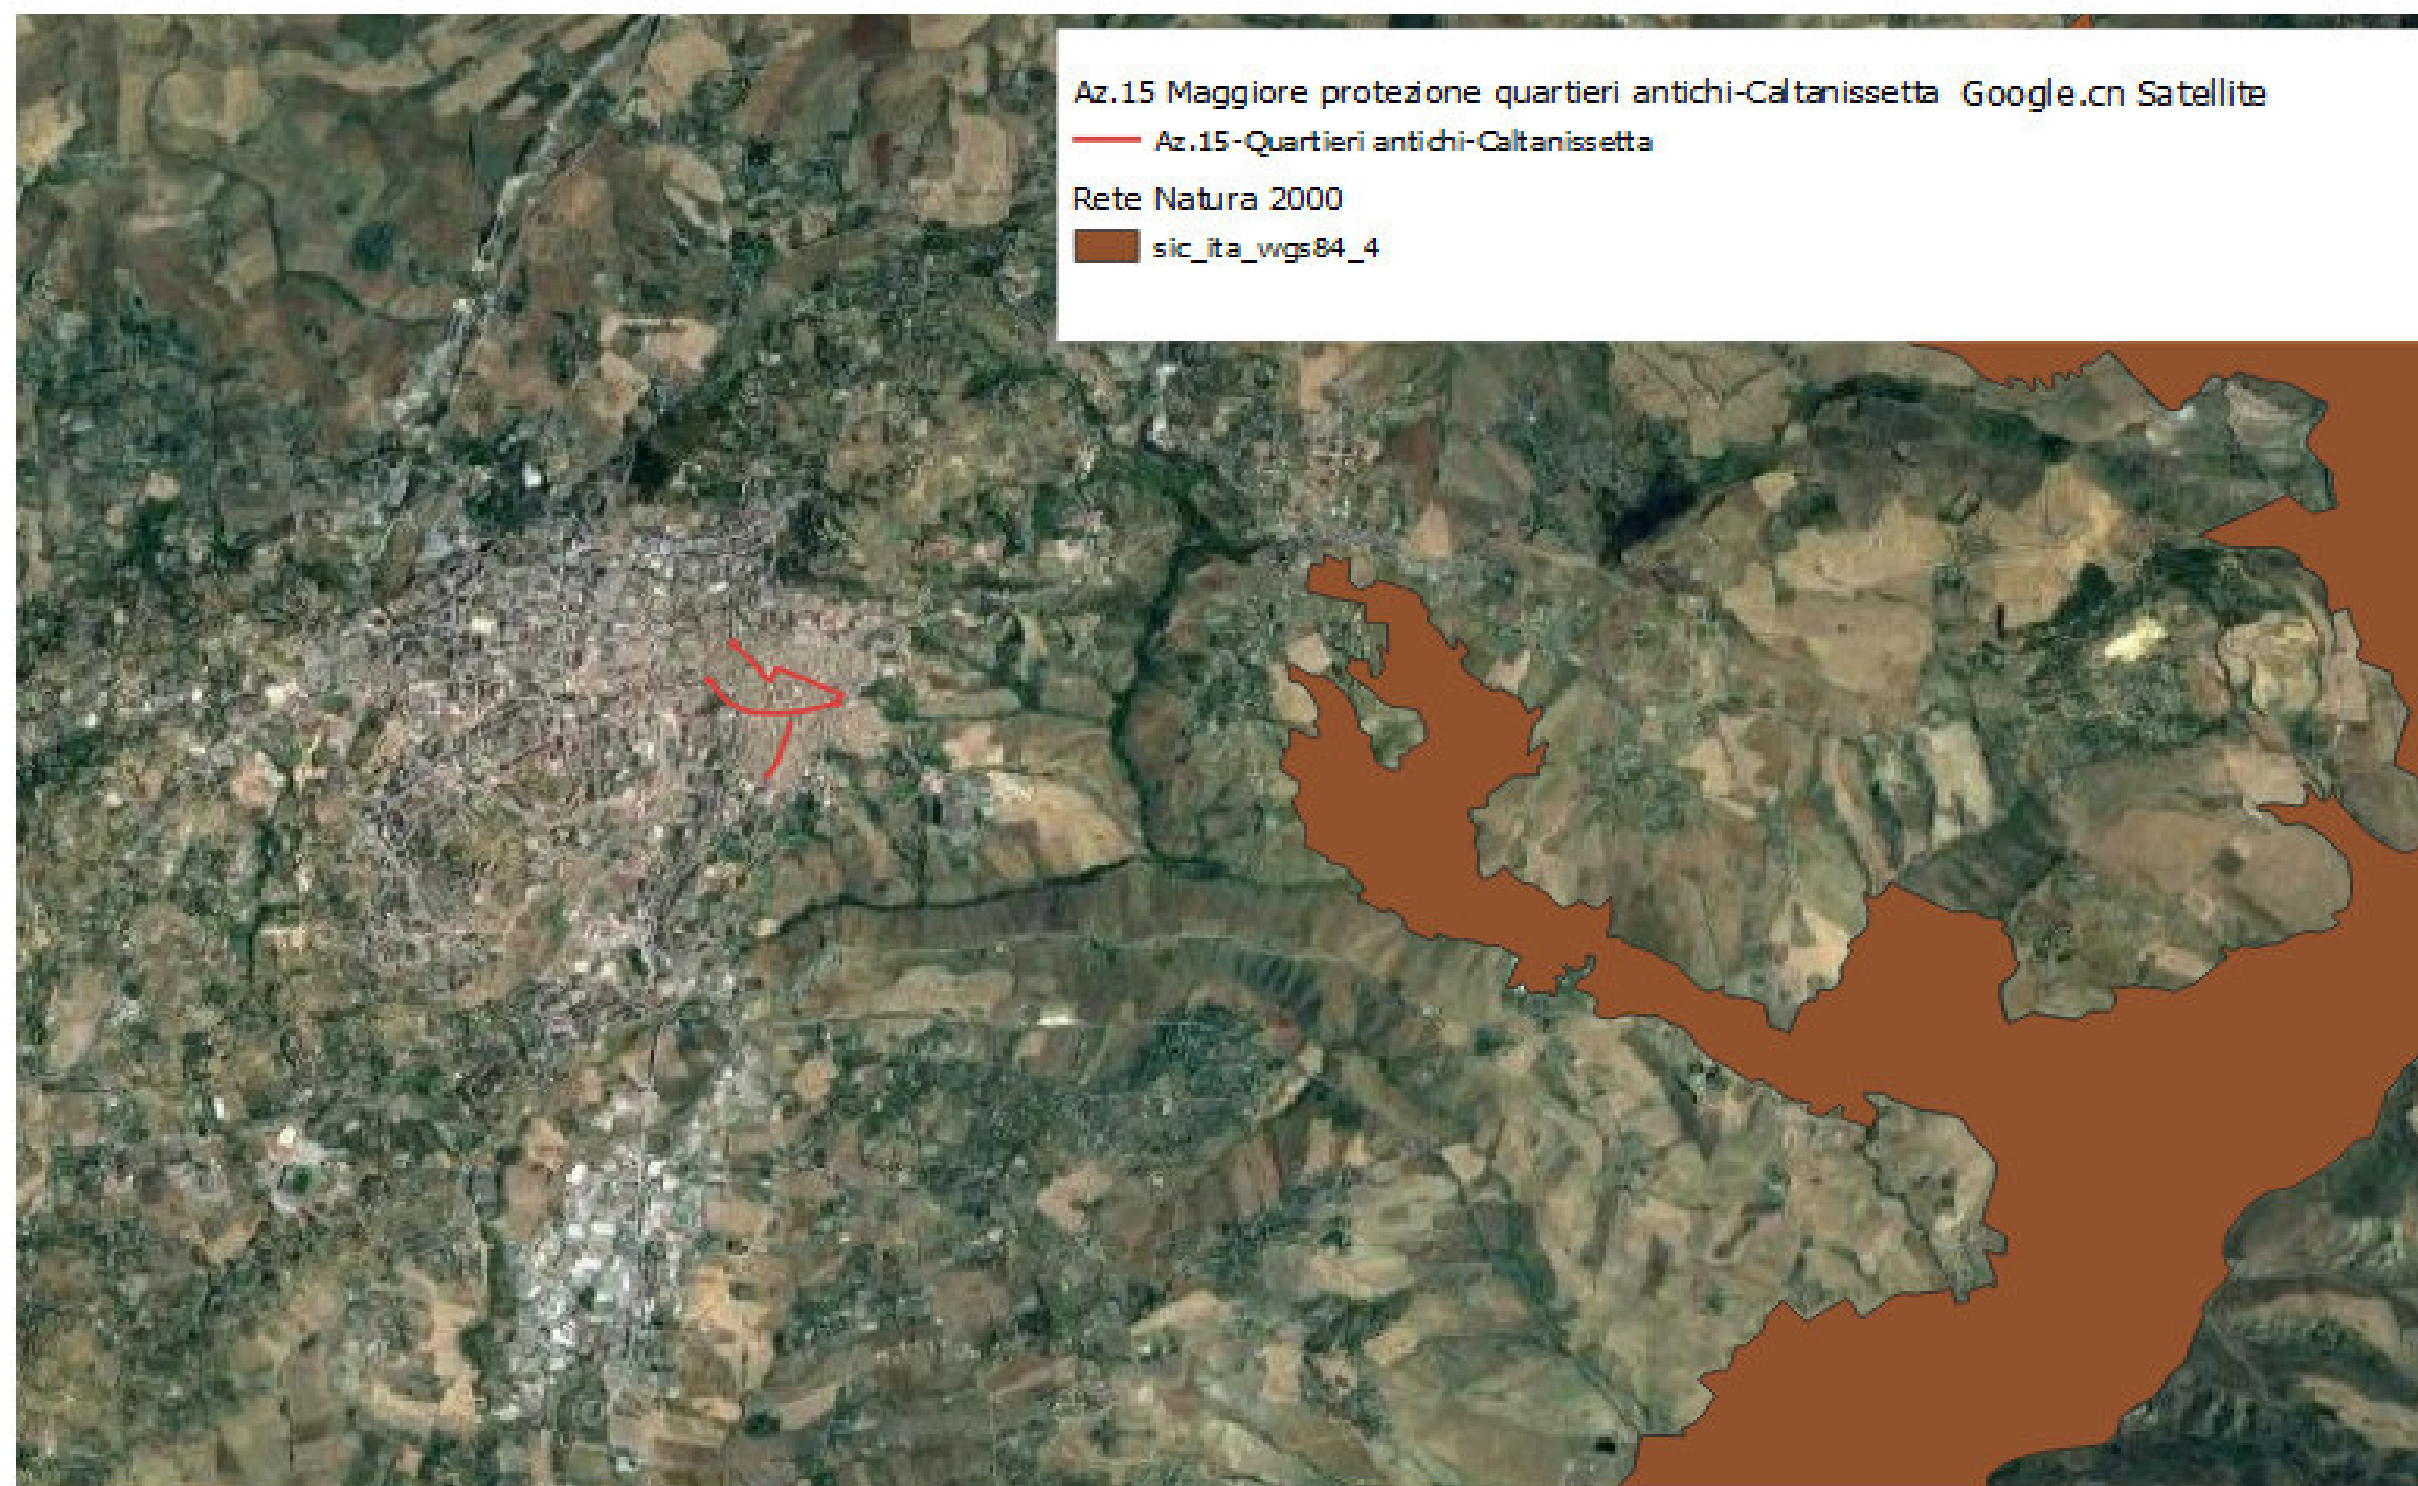 Az.15 Maggiore protezione quartieri antichi-Caltanissetta Google.cn Satellite
Az.15-Quartieri antichi-Caltanissetta
Rete Natura 2000
sic_ita_wgs84_4